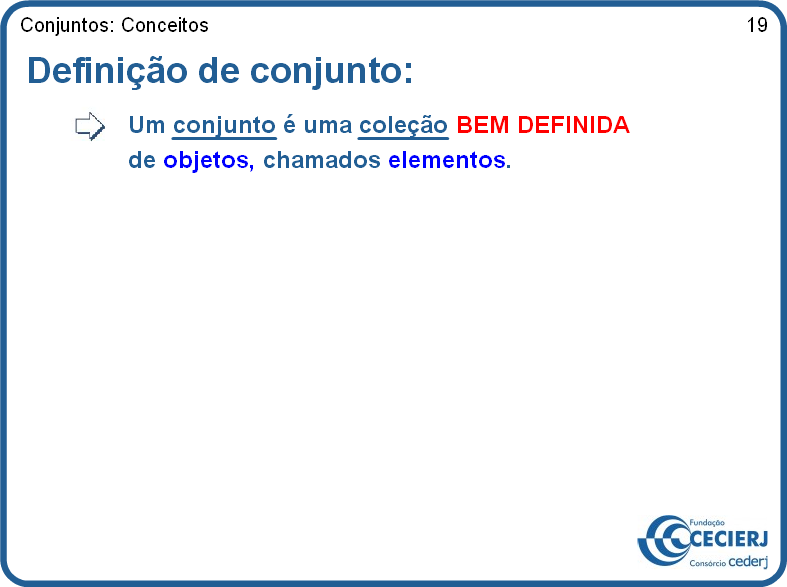 Conjuntos: Conceitos 19
Definição de conjunto:
Um conjunto é uma coleção BEM DEFINIDA
de objetos, chamados elementos.
Fundação
CECIERJ
Consórcio cederj